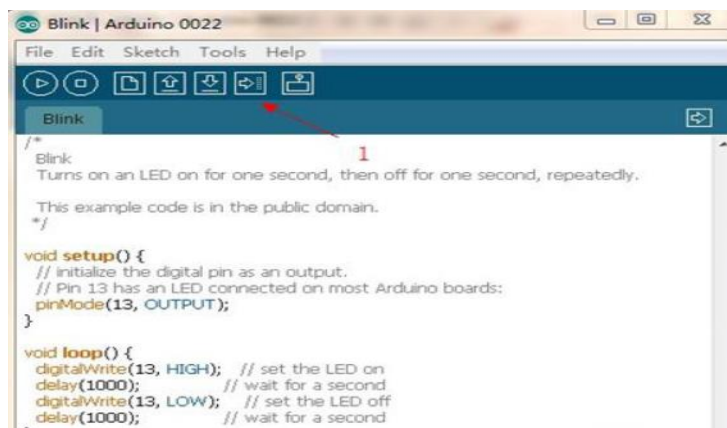 Blink | Arduino 0022
File Edit Sketch Tools Help
Blink
1
/*
Blink
Turns on an LED on for one second, then off for one second, repeatedly.
This example code is in the public domain.
*/
void setup() {
// initialize the digital pin as an output.
// Pin 13 has an LED connected on most Arduino boards:
pinMode(13, OUTPUT);
}
void loop() {
digitalWrite(13, HIGH); // set the LED on
delay(1000); // wait for a second
digitalWrite(13, LOW); // set the LED off
delay(1000); // wait for a second